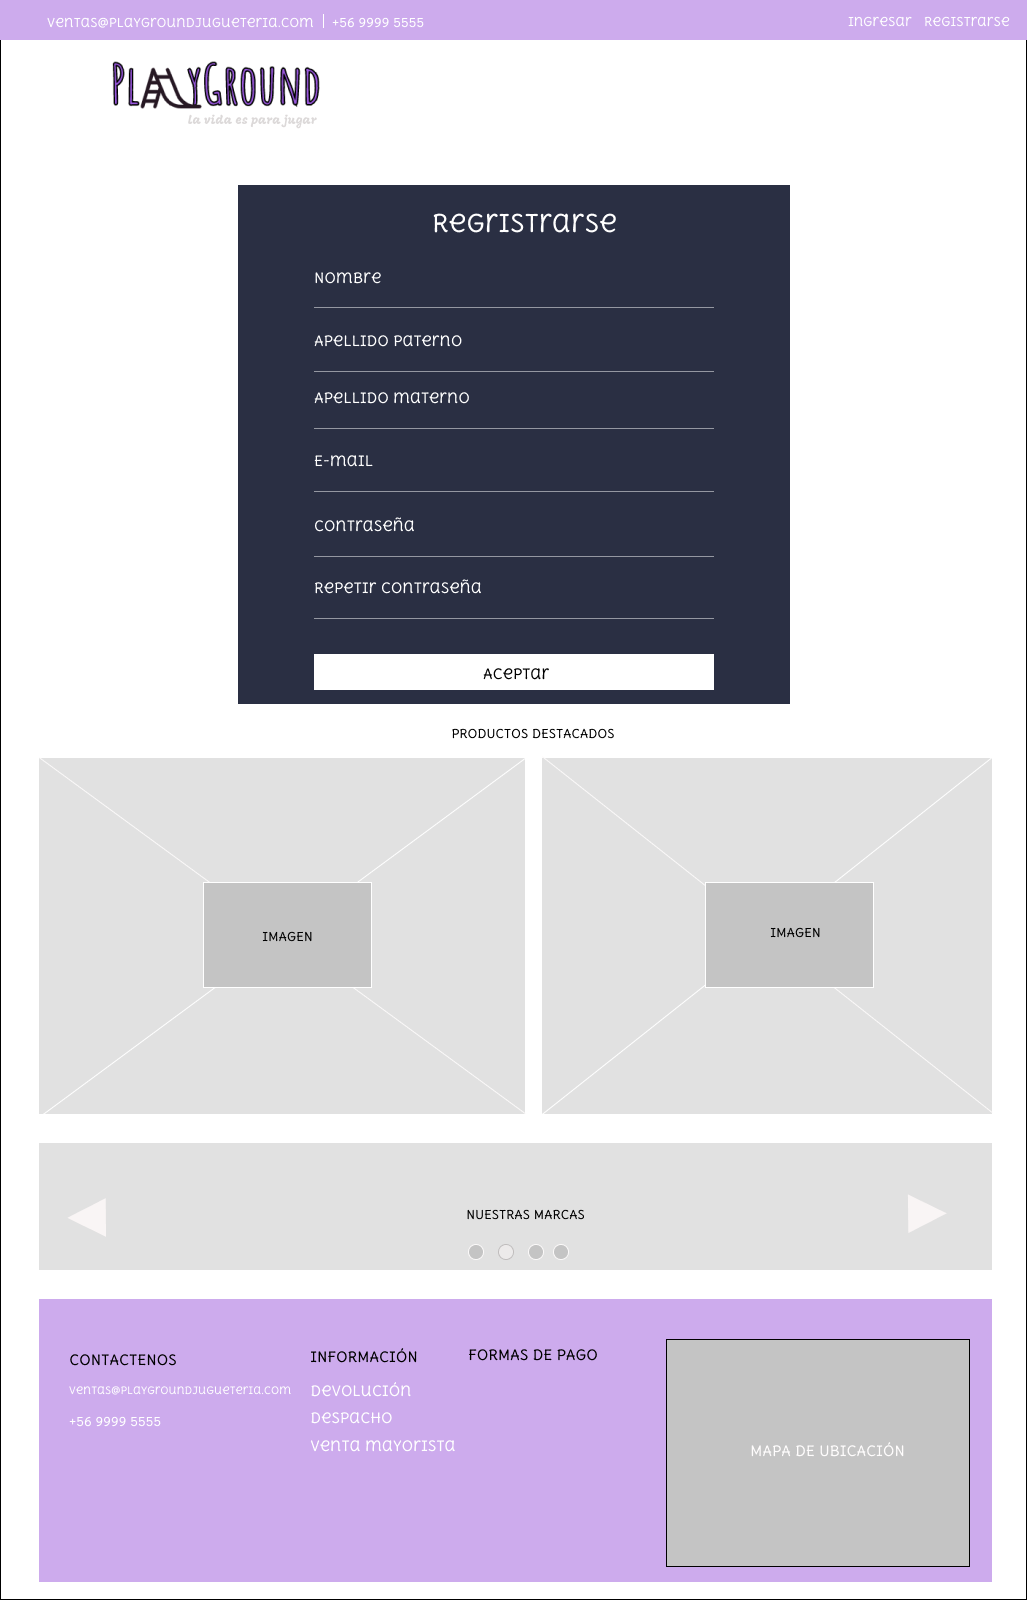 ventas@playgroundjugueteria.com | +56 9999 5555
Ingresar Registrarse
PLAYGROUND
la vida es para jugar
Regristrarse
Nombre
Apellido paterno
Apellido materno
E-mail
Contraseña
Repetir contraseña
Aceptar
PRODUCTOS DESTACADOS
IMAGEN
IMAGEN
NUESTRAS MARCAS
CONTACTENOS
ventas@playgroundjugueteria.com
+56 9999 5555
INFORMACIÓN
Devolución
Despacho
Venta mayorista
FORMAS DE PAGO
MAPA DE UBICACIÓN